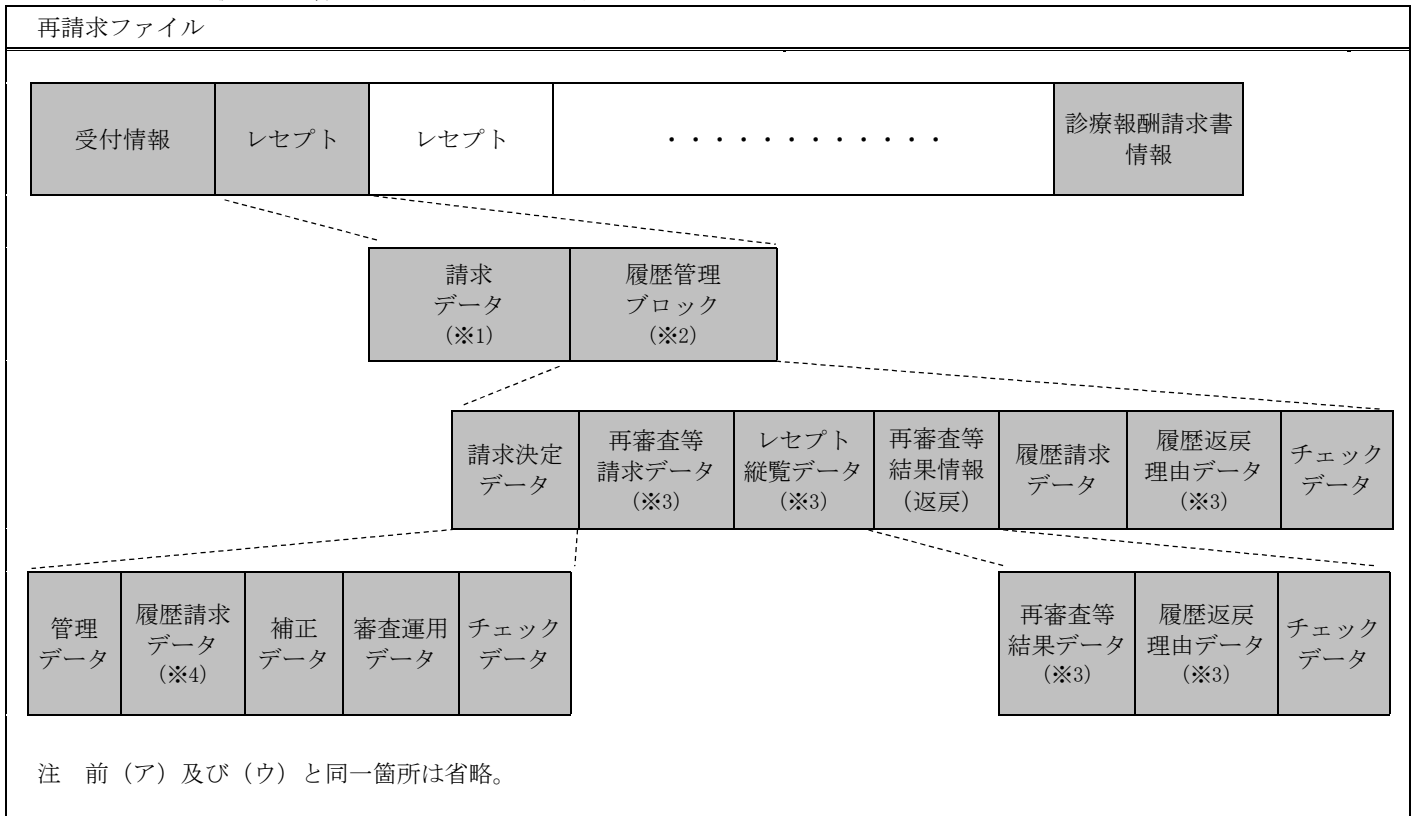 再請求ファイル
受付情報
レセプト
レセプト
・・・・・・・・・・・・
診療報酬請求書
情報
請求
データ
(※1)
履歴管理
ブロック
(※2)
請求決定
データ
再審査等
請求データ
(※3)
レセプト
縦覧データ
(※3)
再審査等
結果情報
(返戻)
履歴請求
データ
履歴返戻
理由データ
(※3)
チェック
データ
管理
データ
履歴請求
データ
(※4)
補正
データ
審査運用
データ
チェック
データ
再審査等
結果データ
(※3)
履歴返戻
理由データ
(※3)
チェック
データ
注　前（ア）及び（ウ）と同一箇所は省略。